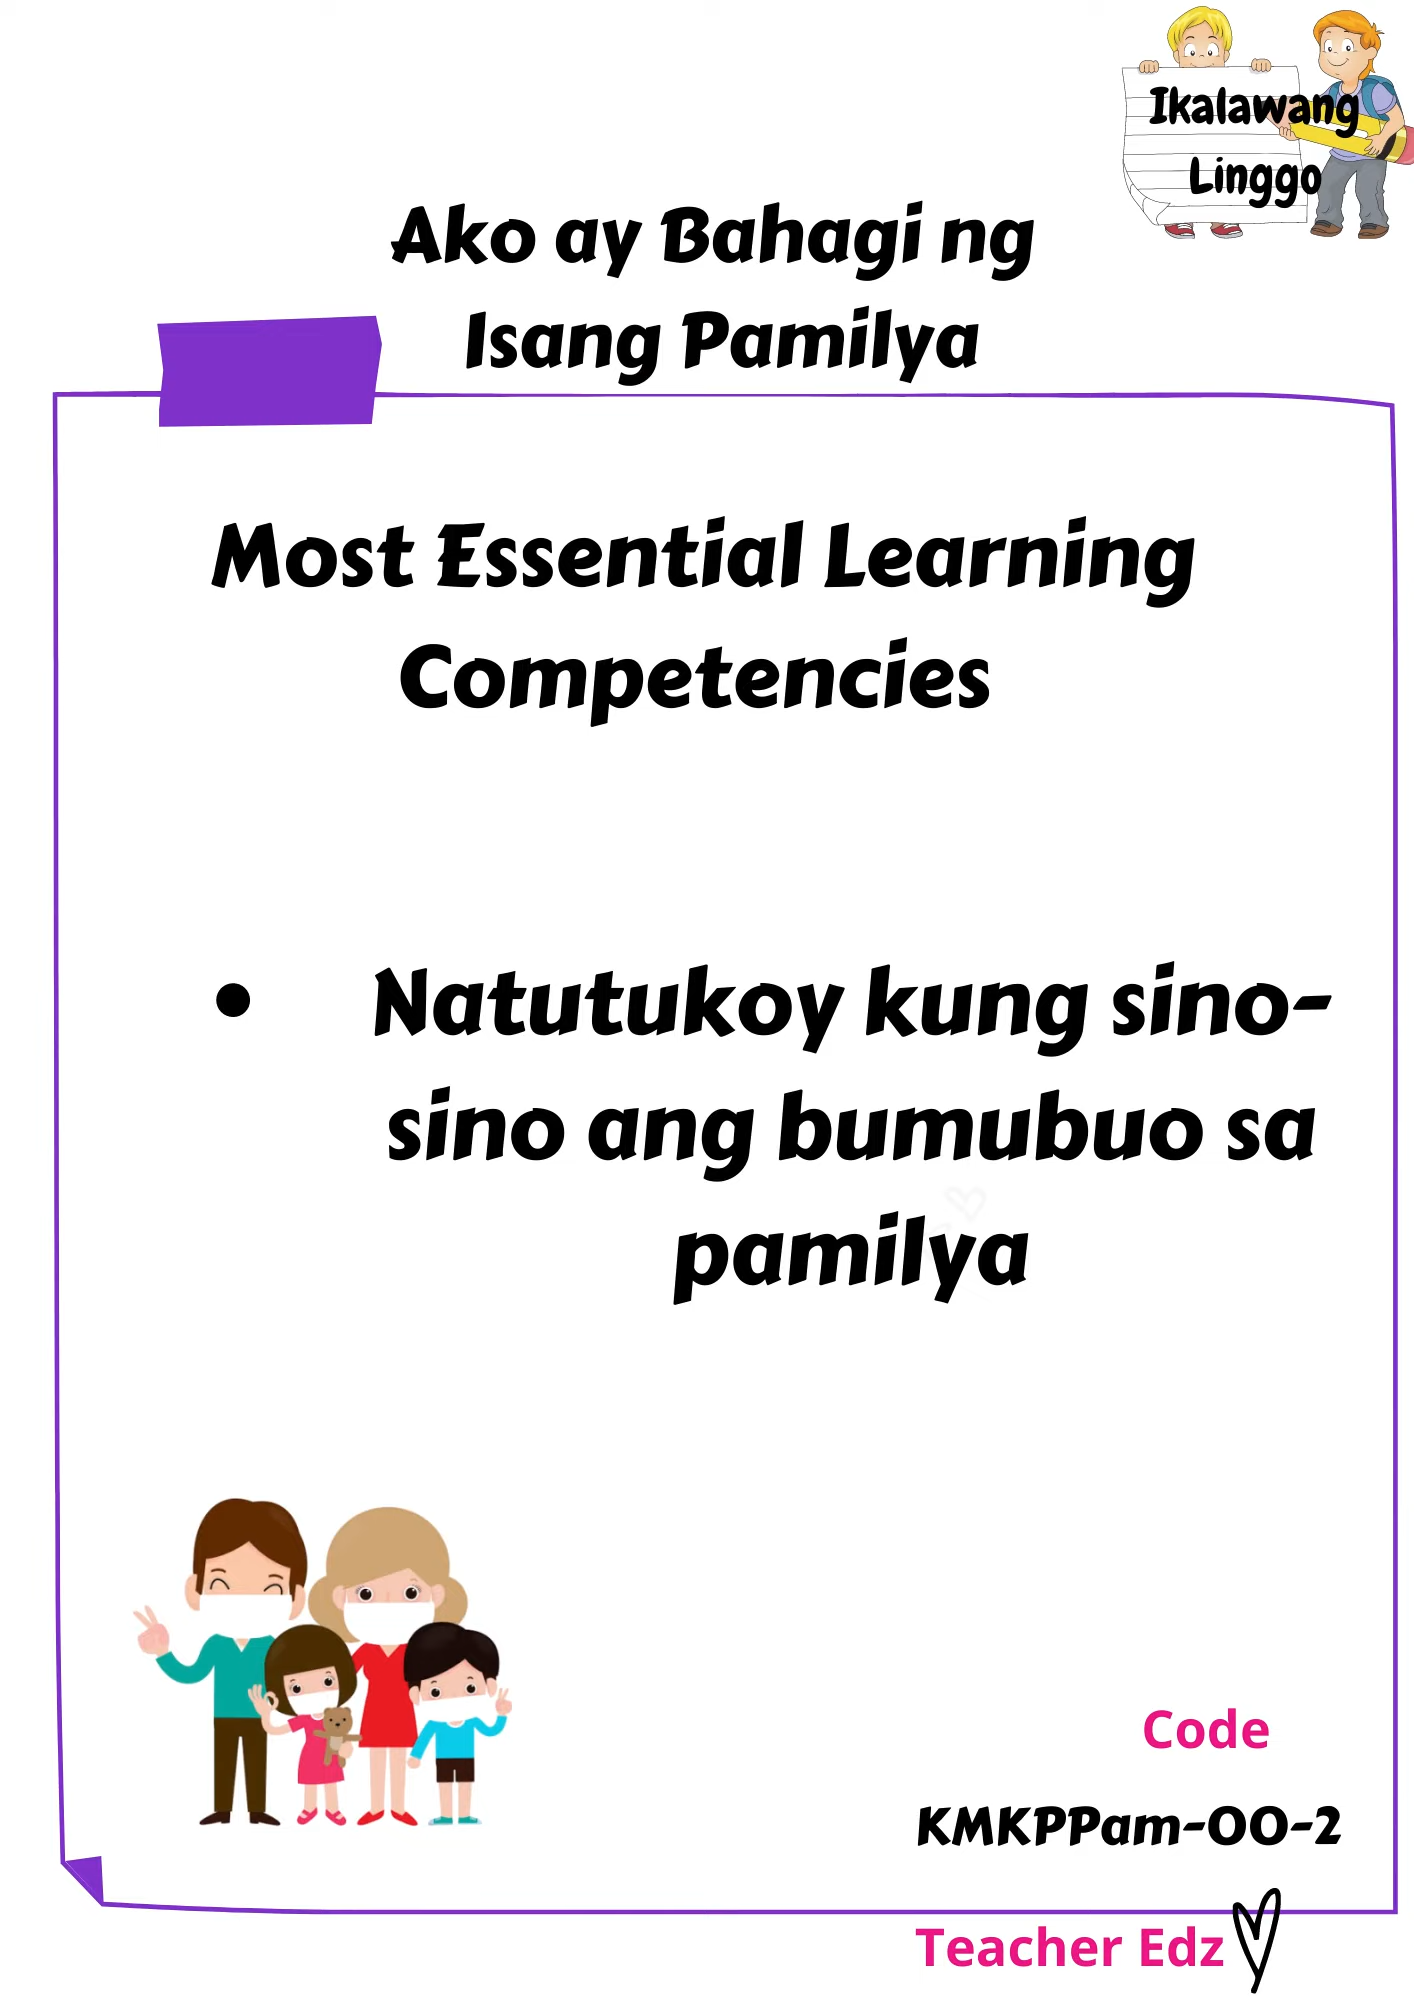 Ikalawang
Linggo
Ako ay Bahagi ng
Isang Pamilya
Most Essential Learning
Competencies
• Natutukoy kung sino-
sino ang bumubuo sa
pamilya
Code
KMKPPam-OO-2
Teacher Edz